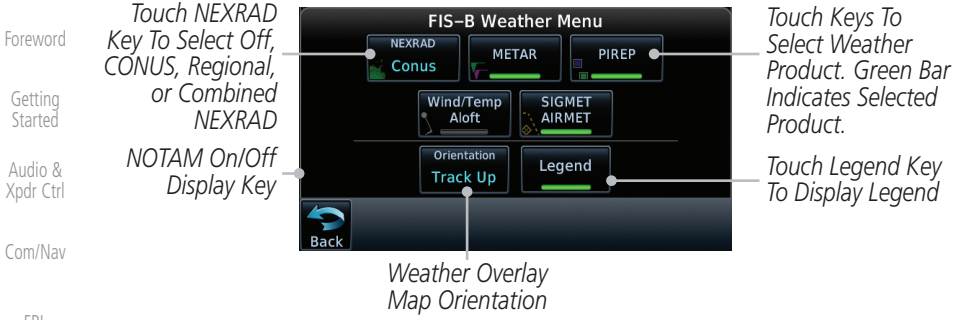 Foreword
Getting
Started
Audio &
Xpdr Ctrl
Com/Nav
Touch NEXRAD
Key To Select Off,
CONUS, Regional,
or Combined
NEXRAD
NOTAM On/Off
Display Key
FIS–B Weather Menu
NEXRAD
Conus
METAR
PIREP
Wind/Temp
Aloft
SIGMET
AIRMET
Orientation
Track Up
Legend
Back
Touch Keys To
Select Weather
Product. Green Bar
Indicates Selected
Product.
Touch Legend Key
To Display Legend
Weather Overlay
Map Orientation